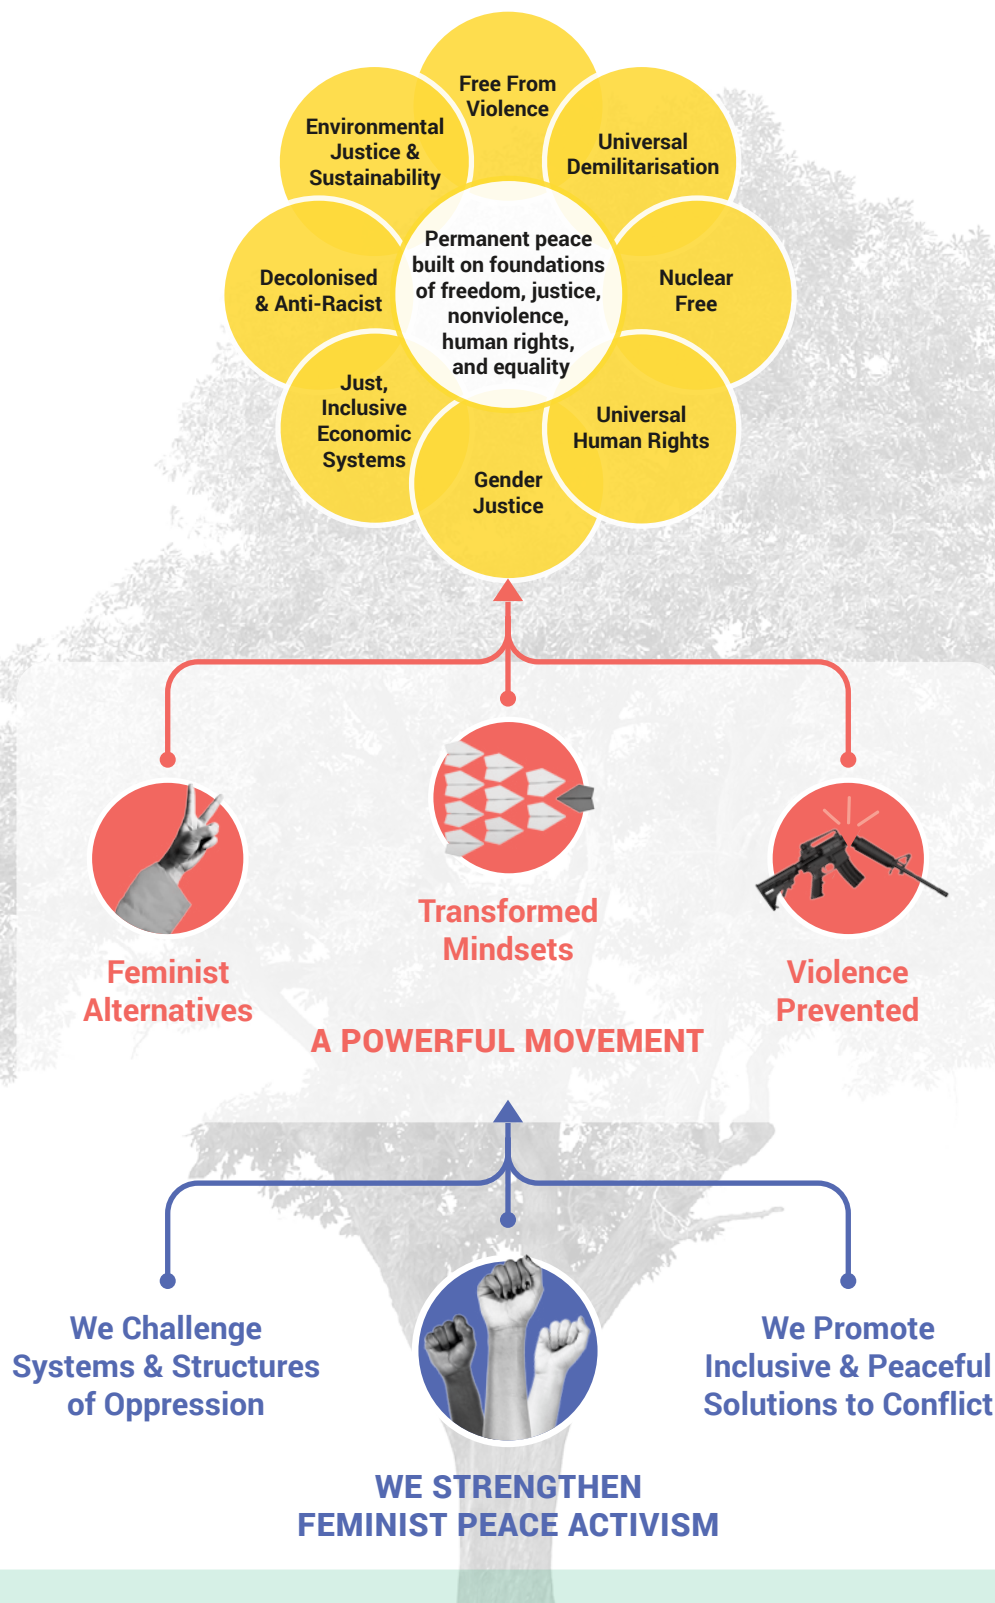 Free From
Violence
Universal
Demilitarisation
Environmental
Justice &
Sustainability
Permanent peace
built on foundations
of freedom, justice,
nonviolence,
human rights,
and equality
Decolonised
& Anti-Racist
Nuclear
Free
Just,
Inclusive
Economic
Systems
Universal
Human Rights
Gender
Justice
Feminist
Alternatives
Transformed
Mindsets
Violence
Prevented
A POWERFUL MOVEMENT
We Challenge
Systems & Structures
of Oppression
We Promote
Inclusive & Peaceful
Solutions to Conflict
WE STRENGTHEN
FEMINIST PEACE ACTIVISM